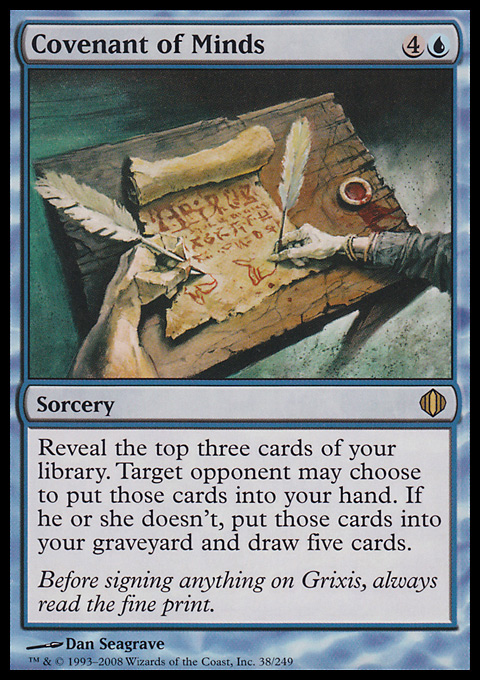 Covenant of Minds
4
Sorcery
Reveal the top three cards of your
library. Target opponent may choose
to put those cards into your hand. If
he or she doesn't, put those cards into
your graveyard and draw five cards.
Before signing anything on Grixis, always
read the fine print.
Dan Seagrave
™ & © 1993–2008 Wizards of the Coast, Inc. 38/249